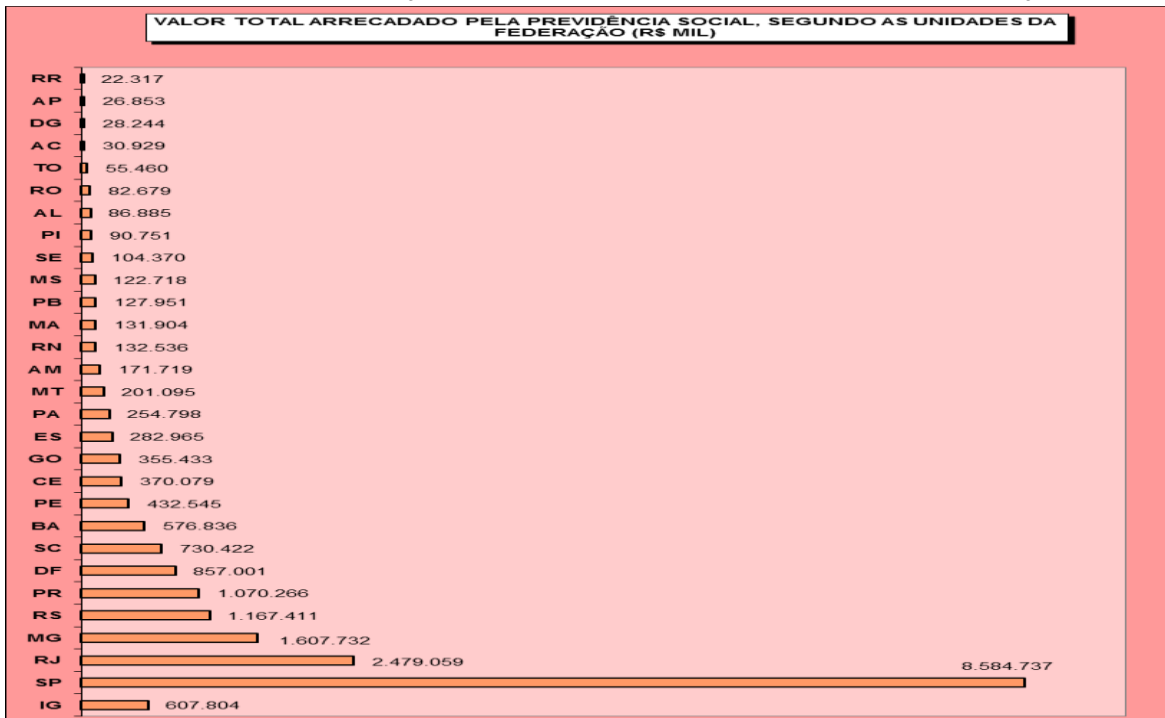 VALOR TOTAL ARRECADADO PELA PREVIDÊNCIA SOCIAL, SEGUNDO AS UNIDADES DA
FEDERAÇÃO (R$ MIL)
RR 22.317
AP 26.853
DG 28.244
AC 30.929
TO 55.460
RO 82.679
AL 86.885
PI 90.751
SE 104.370
MS 122.718
PB 127.951
MA 131.904
RN 132.536
AM 171.719
MT 201.095
PA 254.798
ES 282.965
GO 355.433
CE 370.079
PE 432.545
BA 576.836
SC 730.422
DF 857.001
PR 1.070.266
RS 1.167.411
MG 1.607.732
RJ 2.479.059
SP 8.584.737
IG 607.804